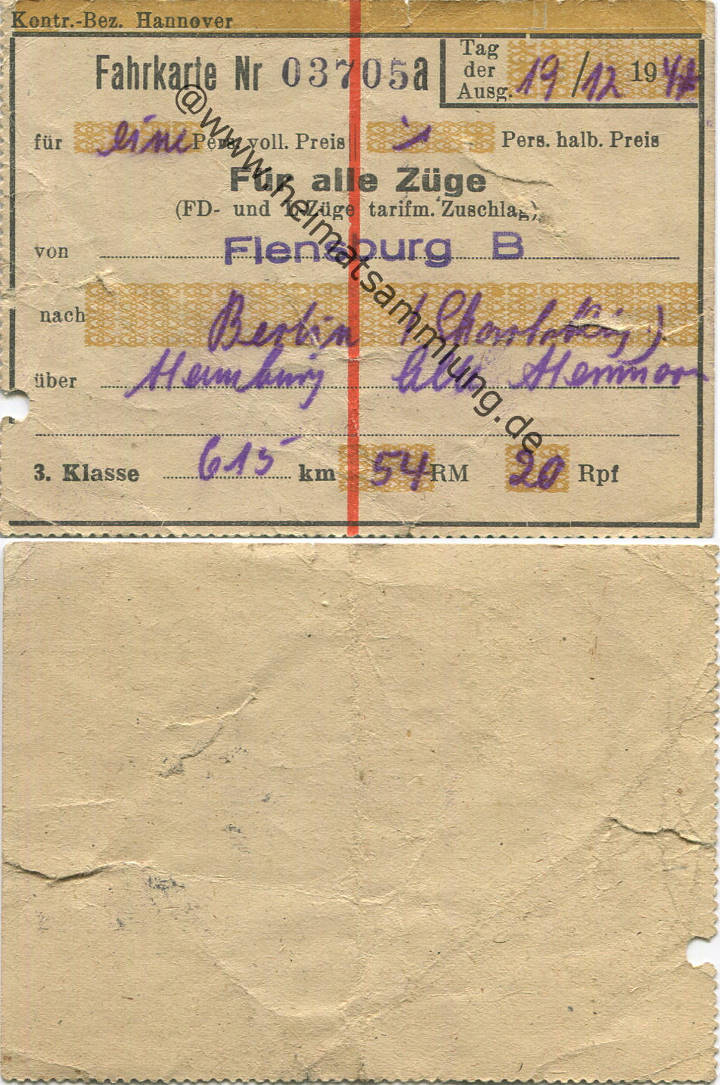 Kontr.-Bez. Hannover
Fahrkarte Nr 03705a
Tag der Ausg. 19/12 194
für eine Pers. voll. Preis Pers. halb. Preis
Für alle Züge
(FD- und D-Züge tarifm. Zuschlag)
von Flensburg B
nach Berlin
über Hamburg
3. Klasse 615 km 54 RM 20 Rpf
@www.heimatsammlung.de